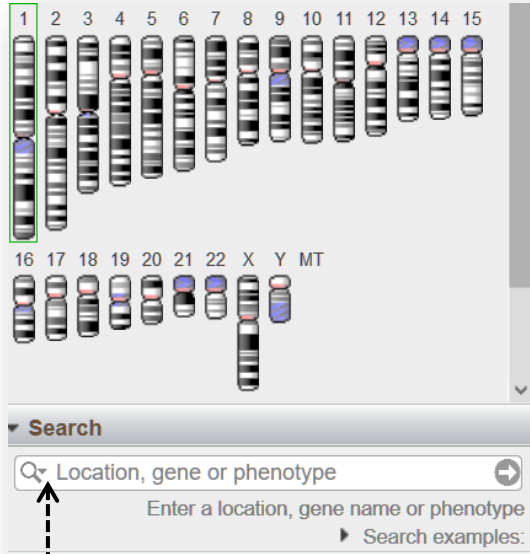 1 2 3 4 5 6 7 8 9 10 11 12 13 14 15
16 17 18 19 20 21 22 X Y MT
Search
Location, gene or phenotype
Enter a location, gene name or phenotype
Search examples: